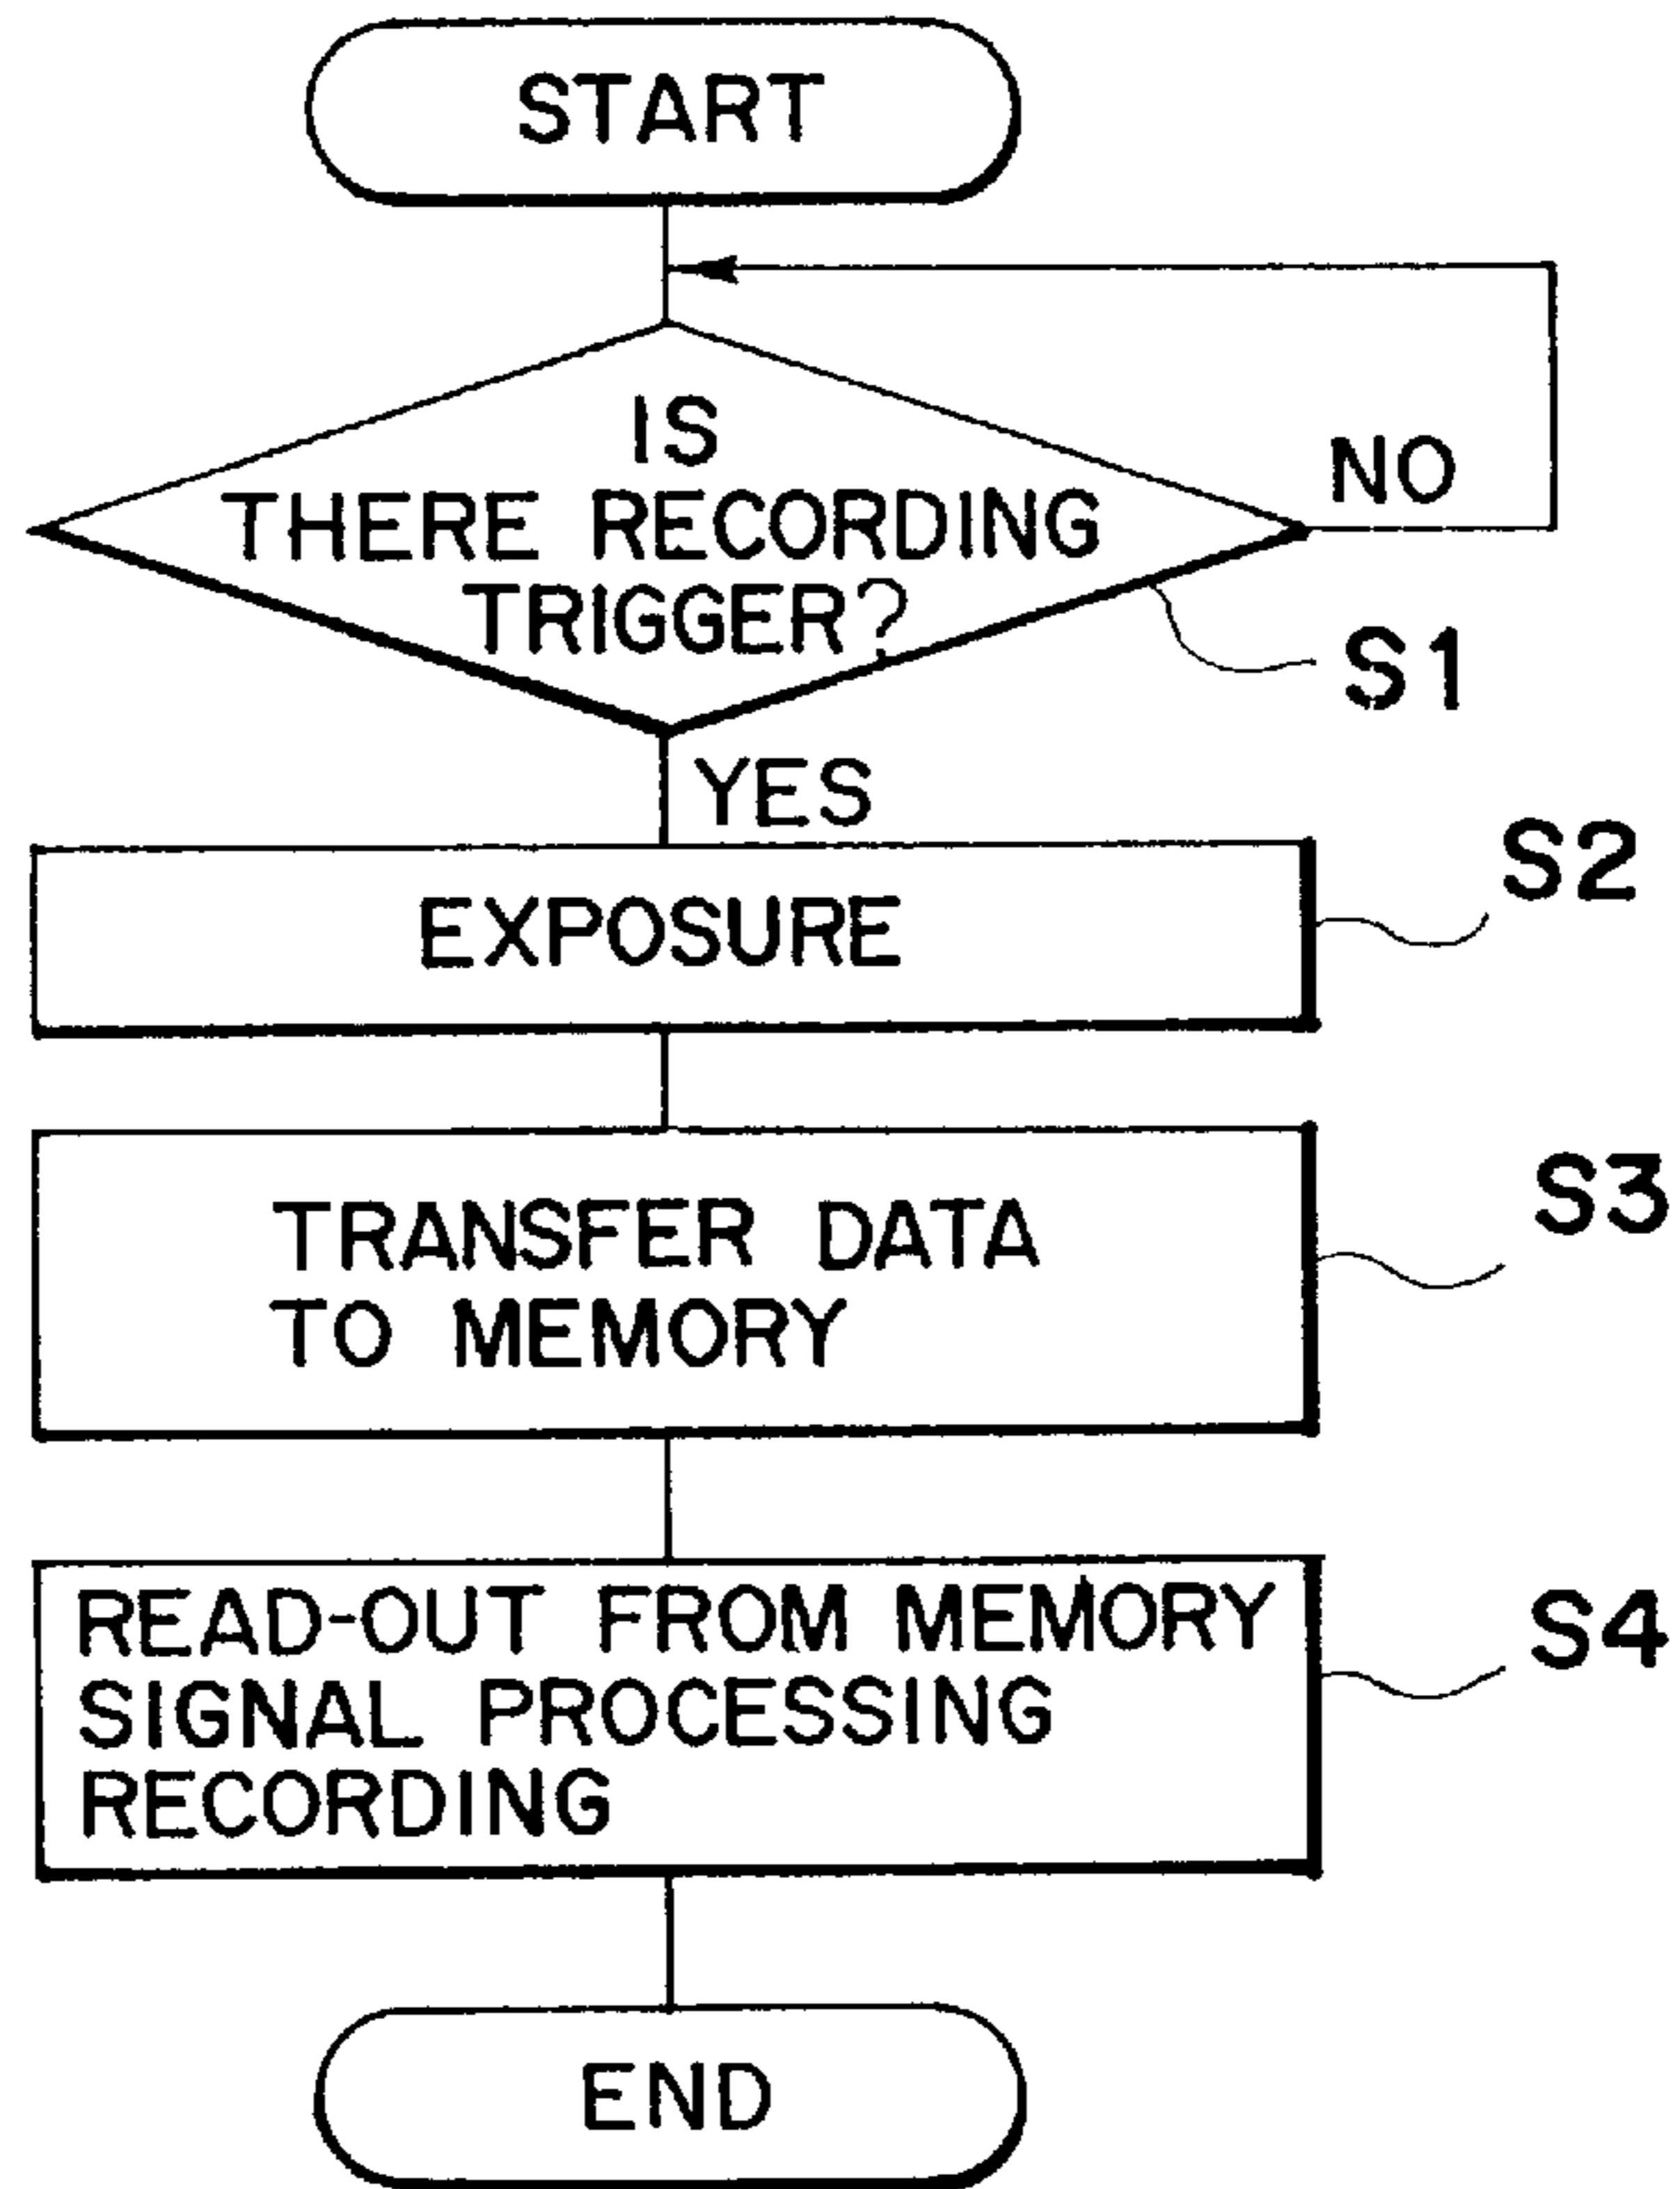 START
IS
THERE RECORDING
TRIGGER?
NO
S1
YES
EXPOSURE
S2
TRANSFER DATA
TO MEMORY
S3
READ-OUT FROM MEMORY
SIGNAL PROCESSING
RECORDING
S4
END